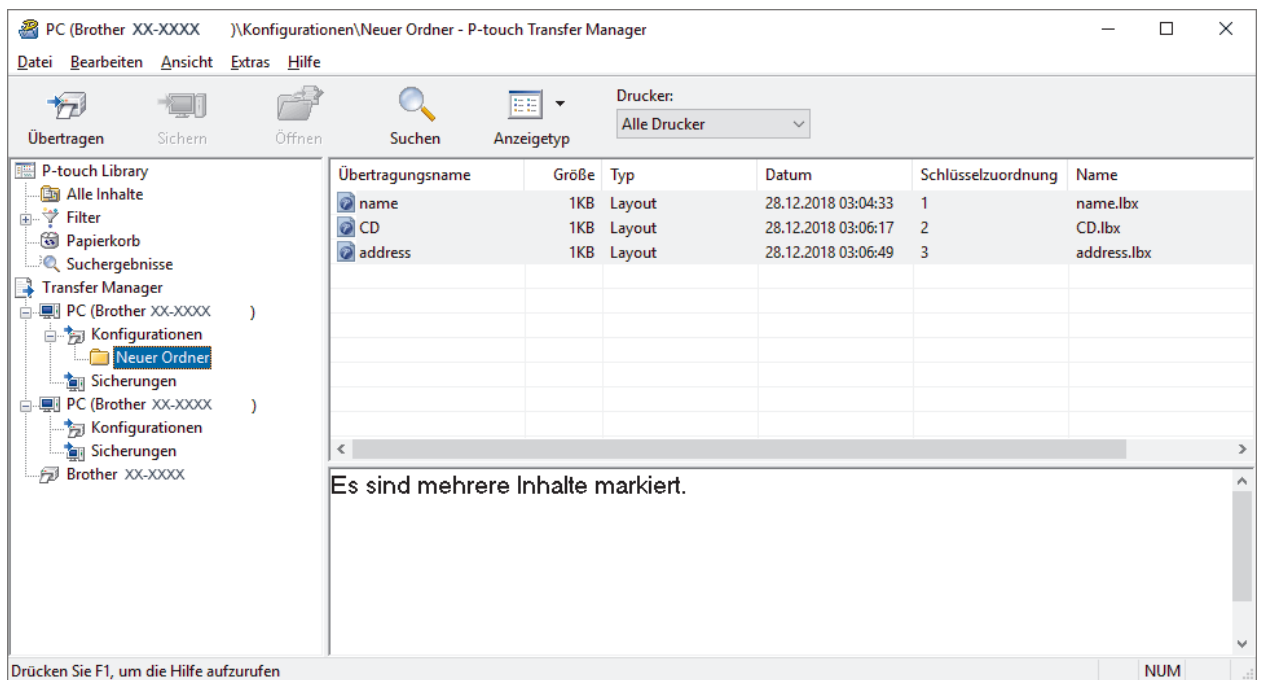 PC (Brother XX-XXXX )\Konfigurationen\Neuer Ordner - P-touch Transfer Manager
Datei Bearbeiten Ansicht Extras Hilfe
Übertragen Sichern Öffnen Suchen Anzeigetyp
Drucker:
Alle Drucker
P-touch Library
Alle Inhalte
Filter
Papierkorb
Suchergebnisse
Transfer Manager
PC (Brother XX-XXXX )
Konfigurationen
Neuer Ordner
Sicherungen
PC (Brother XX-XXXX )
Konfigurationen
Sicherungen
Brother XX-XXXX
Übertragungsname Größe Typ Datum Schlüsselzuordnung Name
name 1KB Layout 28.12.2018 03:04:33 1 name.lbx
CD 1KB Layout 28.12.2018 03:06:17 2 CD.lbx
address 1KB Layout 28.12.2018 03:06:49 3 address.lbx
Es sind mehrere Inhalte markiert.
Drücken Sie F1, um die Hilfe aufzurufen
NUM